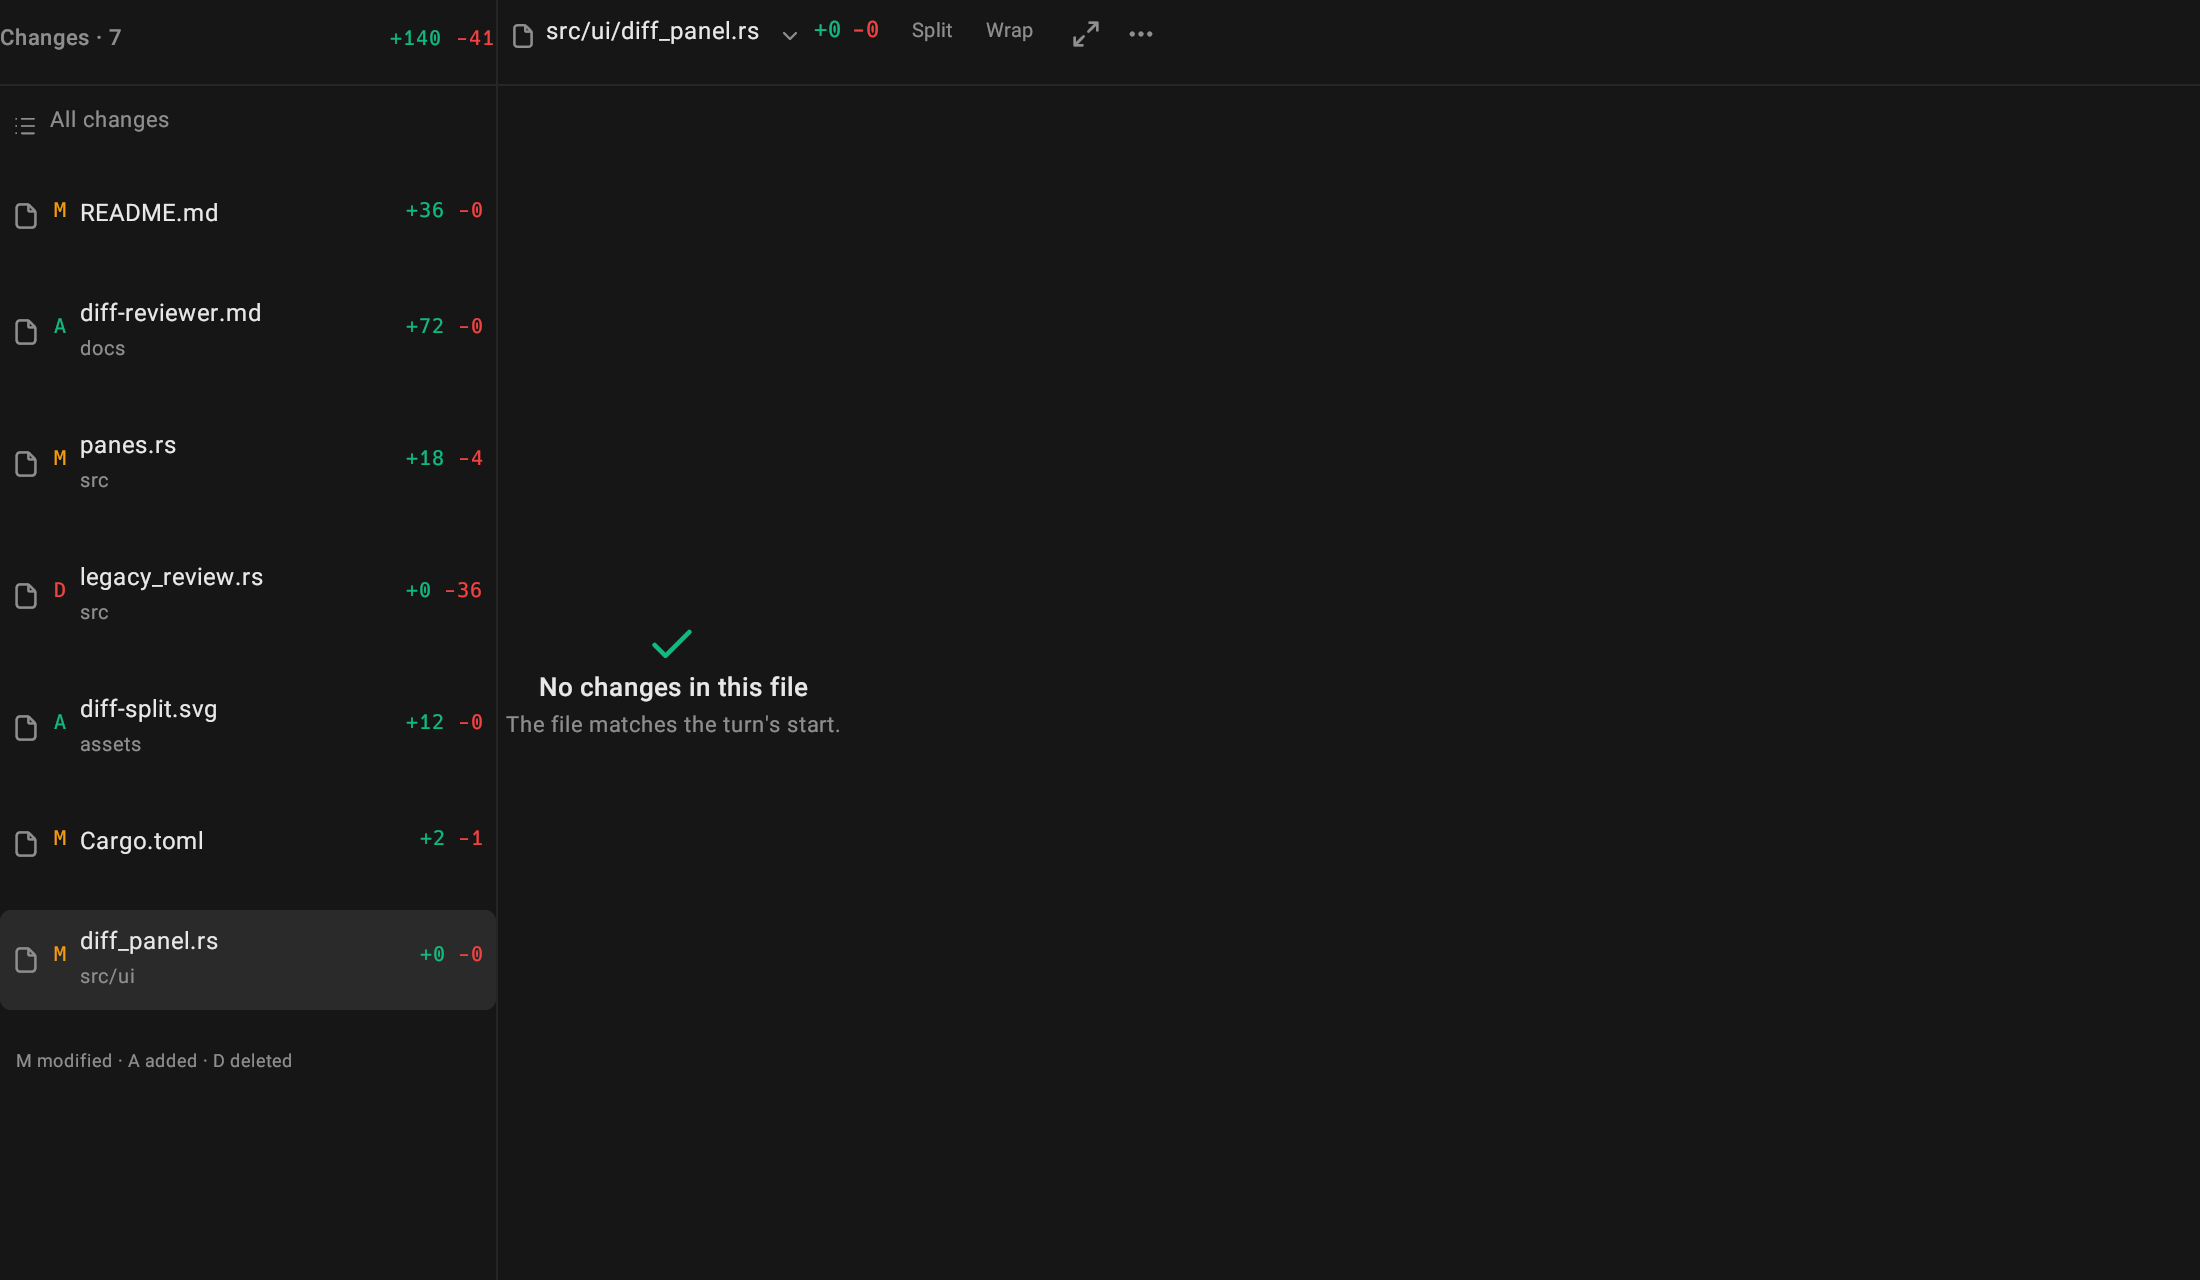 Changes · 7 +140 -41
src/ui/diff_panel.rs +0 -0 Split Wrap
All changes
M README.md +36 -0
A diff-reviewer.md +72 -0
docs
M panes.rs +18 -4
src
D legacy_review.rs +0 -36
src
A diff-split.svg +12 -0
assets
M Cargo.toml +2 -1
M diff_panel.rs +0 -0
src/ui
M modified · A added · D deleted
No changes in this file
The file matches the turn's start.